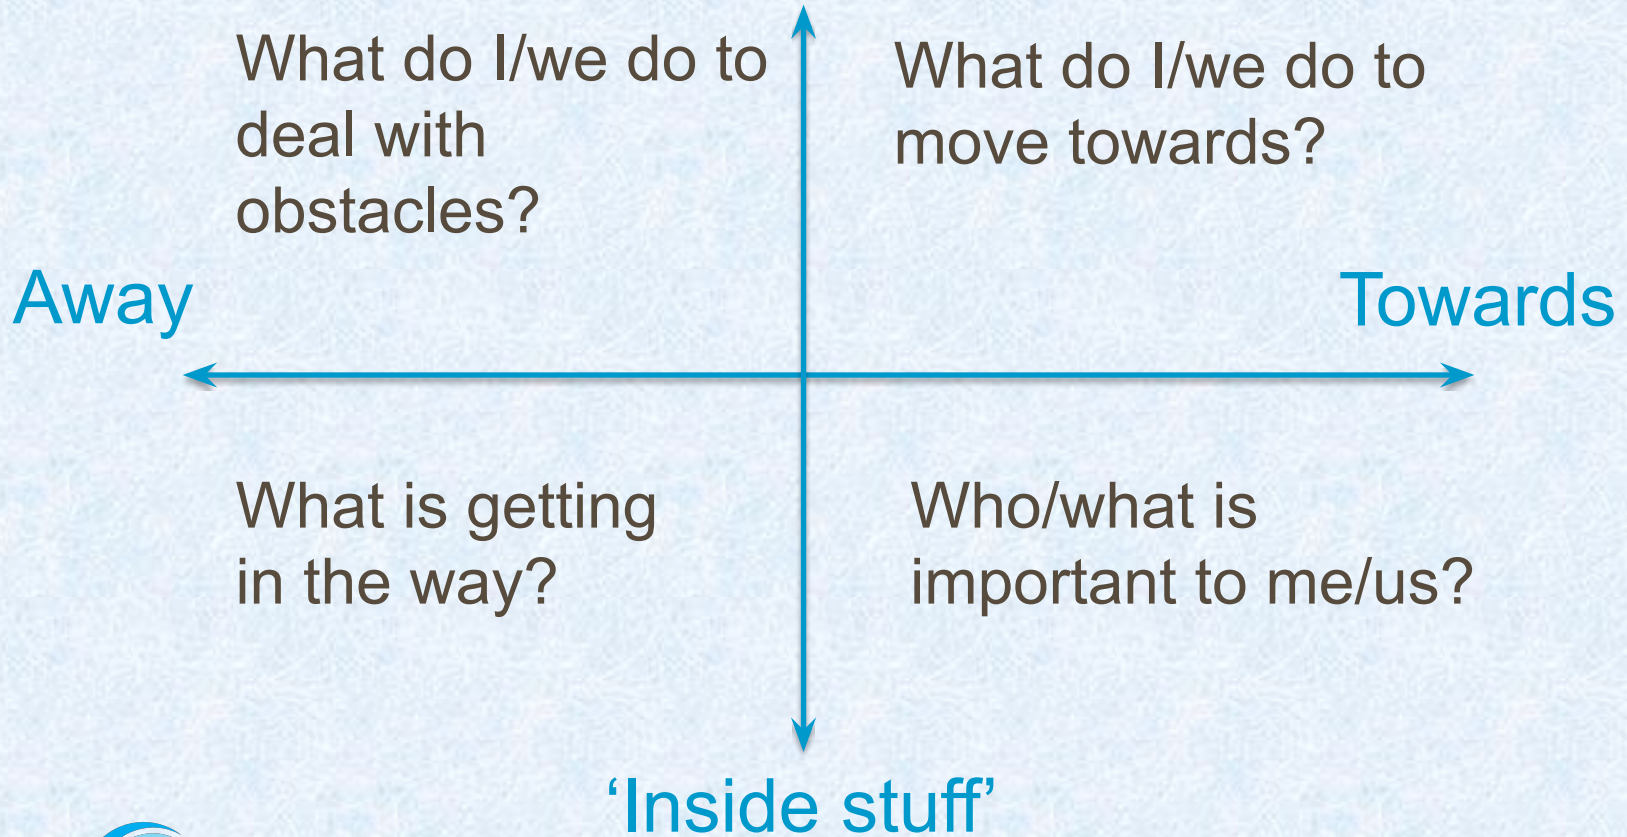 What do I/we do to
deal with
obstacles?
What do I/we do to
move towards?
Away
Towards
What is getting
in the way?
Who/what is
important to me/us?
‘Inside stuff’